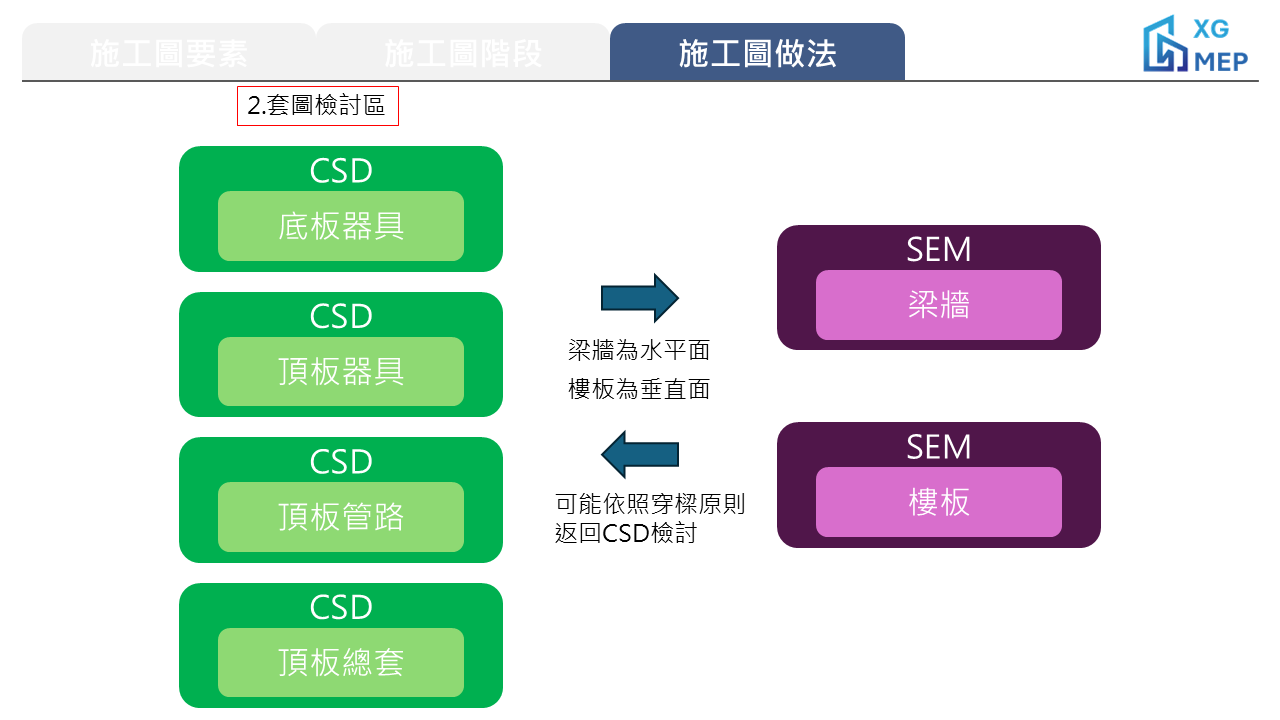 施工圖要素
施工圖階段
施工圖做法
XG
MEP
2.套圖檢討區
CSD
底板器具
CSD
頂板器具
CSD
頂板管路
CSD
頂板總套
梁牆為水平面
樓板為垂直面
可能依照穿樑原則
返回CSD檢討
SEM
梁牆
SEM
樓板